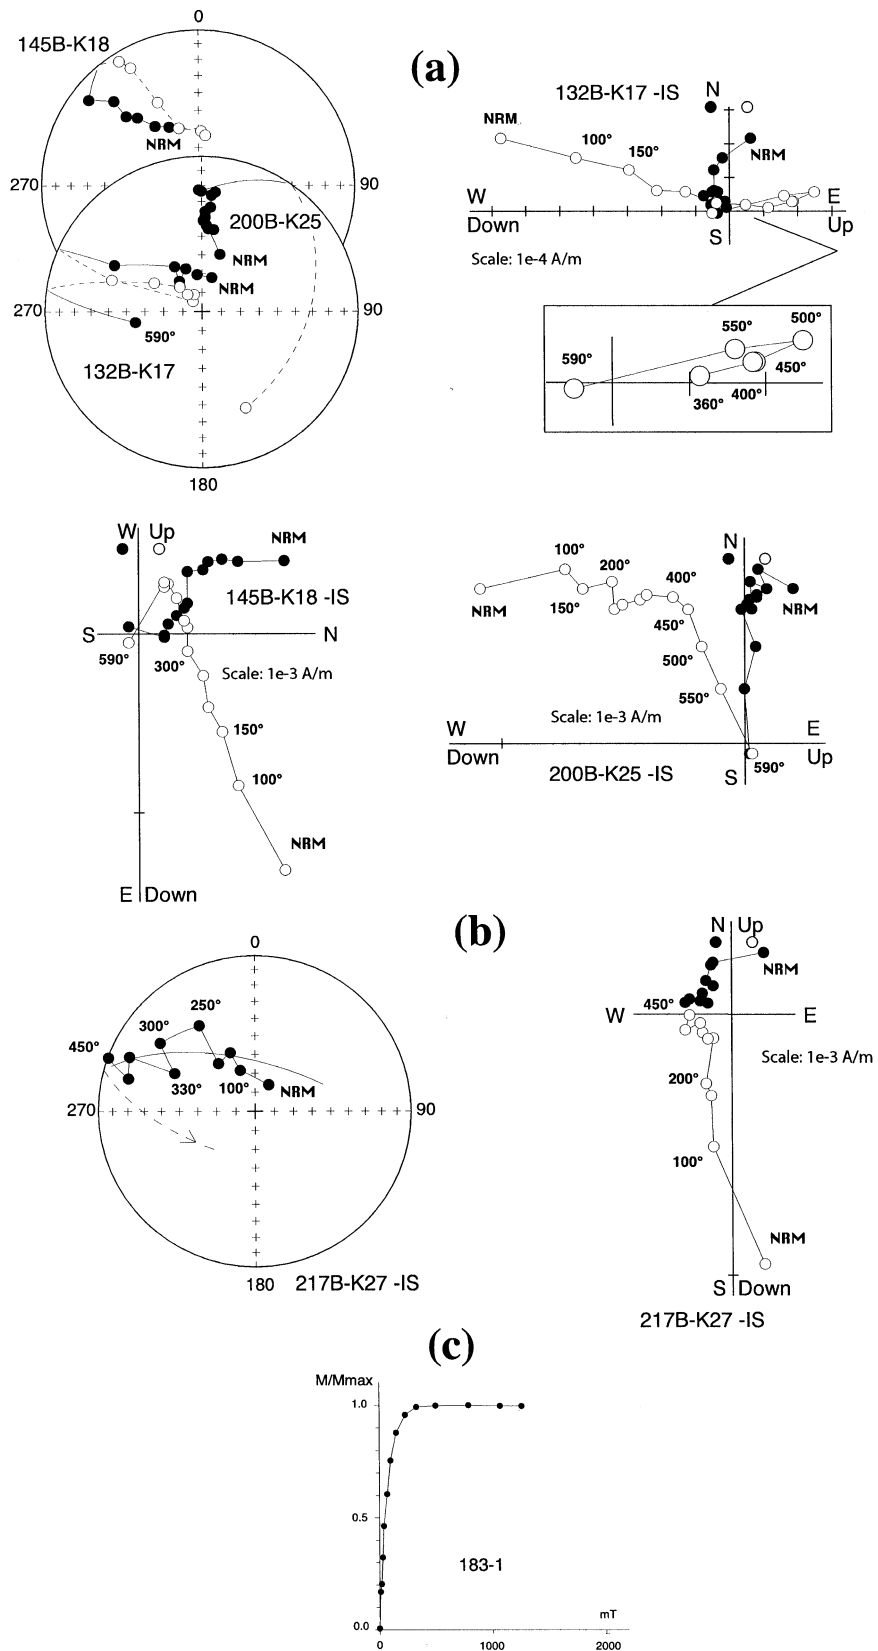 (a)
0
145B-K18
NRM
270
90
200B-K25
NRM
NRM
270
90
590°
132B-K17
180
132B-K17 -IS
N
NRM
100°
150°
NRM
W
E
Down
S
Up
Scale: 1e-4 A/m
500°
550°
590°
450°
360°
400°
W Up
NRM
145B-K18 -IS
S
N
590°
300°
Scale: 1e-3 A/m
150°
100°
NRM
E Down
N
100°
200°
400°
NRM
150°
NRM
450°
500°
550°
Scale: 1e-3 A/m
W
E
Down
Up
200B-K25 -IS
S
590°
(b)
0
250°
300°
450°
330°
100°
NRM
270
90
180
217B-K27 -IS
N Up
NRM
450°
W
E
Scale: 1e-3 A/m
200°
100°
NRM
S Down
217B-K27 -IS
(c)
M/Mmax
1.0
0.5
183-1
0.0
mT
0
1000
2000